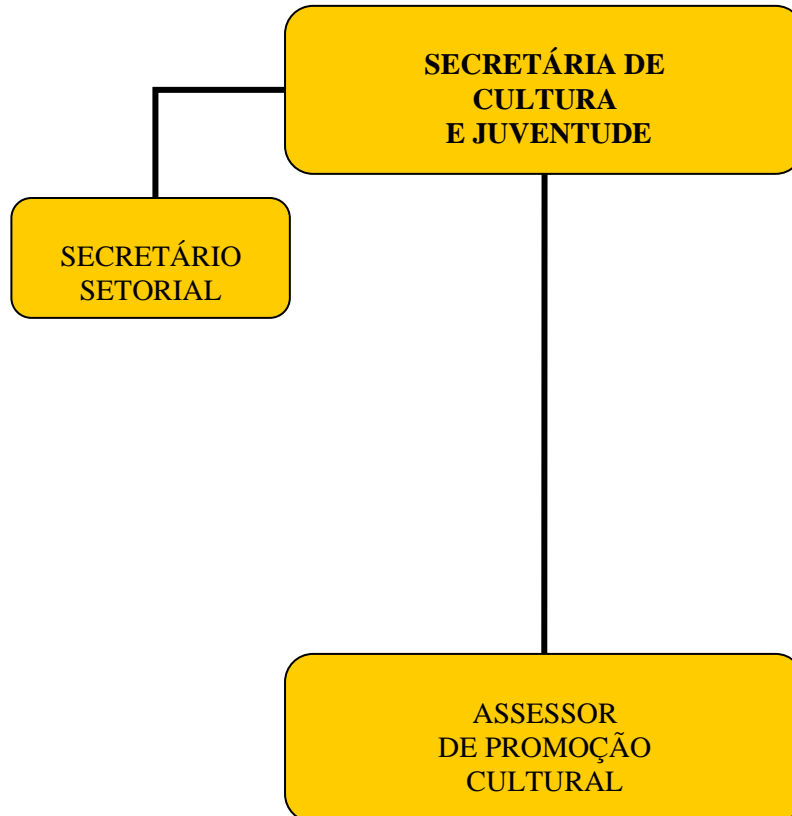 SECRETÁRIA DE
CULTURA
E JUVENTUDE
SECRETÁRIO
SETORIAL
ASSESSOR
DE PROMOÇÃO
CULTURAL